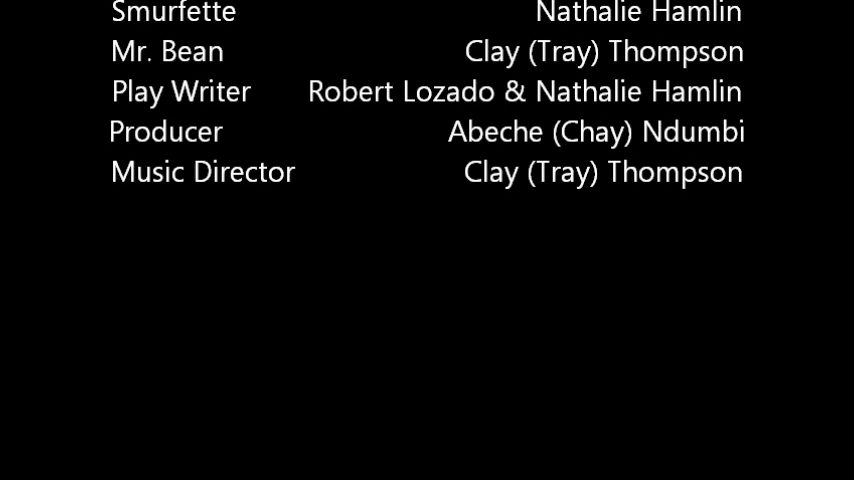 Smurfette Nathalie Hamlin
Mr. Bean Clay (Tray) Thompson
Play Writer Robert Lozado & Nathalie Hamlin
Producer Abeche (Chay) Ndumbi
Music Director Clay (Tray) Thompson